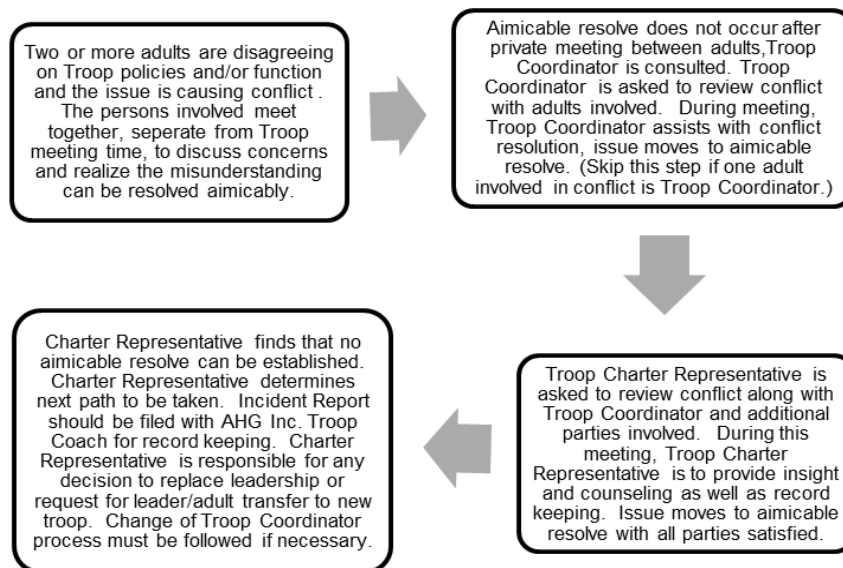 Two or more adults are disagreeing
on Troop policies and/or function
and the issue is causing conflict .
The persons involved meet
together, seperate from Troop
meeting time, to discuss concerns
and realize the misunderstanding
can be resolved aimicably.
Aimicable resolve does not occur after
private meeting between adults,Troop
Coordinator is consulted. Troop
Coordinator is asked to review conflict
with adults involved. During meeting,
Troop Coordinator assists with conflict
resolution, issue moves to aimicable
resolve. (Skip this step if one adult
involved in conflict is Troop Coordinator.)
Troop Charter Representative is
asked to review conflict along with
Troop Coordinator and additional
parties involved. During this
meeting, Troop Charter
Representative is to provide insight
and counseling as well as record
keeping. Issue moves to aimicable
resolve with all parties satisfied.
Charter Representative finds that no
aimicable resolve can be established.
Charter Representative determines
next path to be taken. Incident Report
should be filed with AHG Inc. Troop
Coach for record keeping. Charter
Representative is responsible for any
decision to replace leadership or
request for leader/adult transfer to new
troop. Change of Troop Coordinator
process must be followed if necessary.